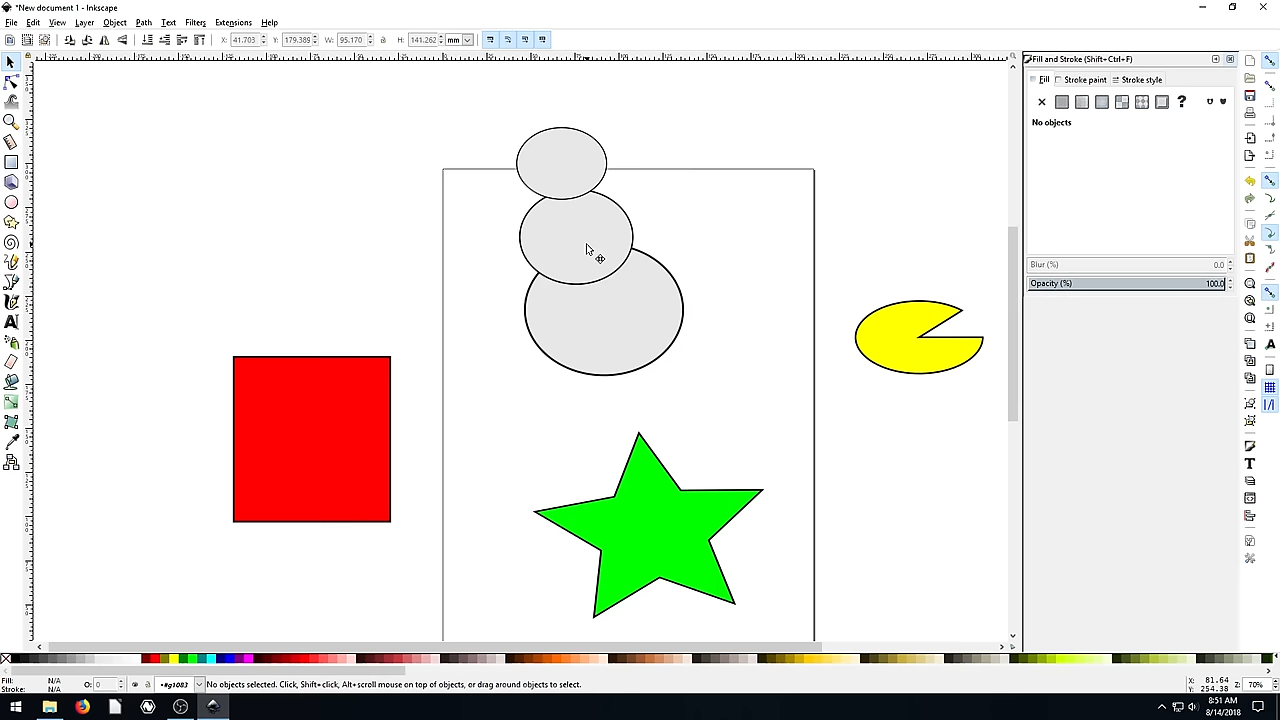 *New document 1 - Inkscape
File Edit View Layer Object Path Text Filters Extensions Help
X: 41.703 Y: 179.389 W: 95.170 H: 141.262 mm
Fill and Stroke (Shift+Ctrl+F)
Fill Stroke paint Stroke style
?
No objects
Blur (%) 0.0
Opacity (%) 100.0
Fill: N/A
Stroke: N/A
O: 0
•#g1083
No objects selected. Click, Shift+click, Alt+scroll mouse on top of objects, or drag around objects to select.
X: 81.64
Y: 254.38
Z: 70%
8:51 AM
8/14/2018